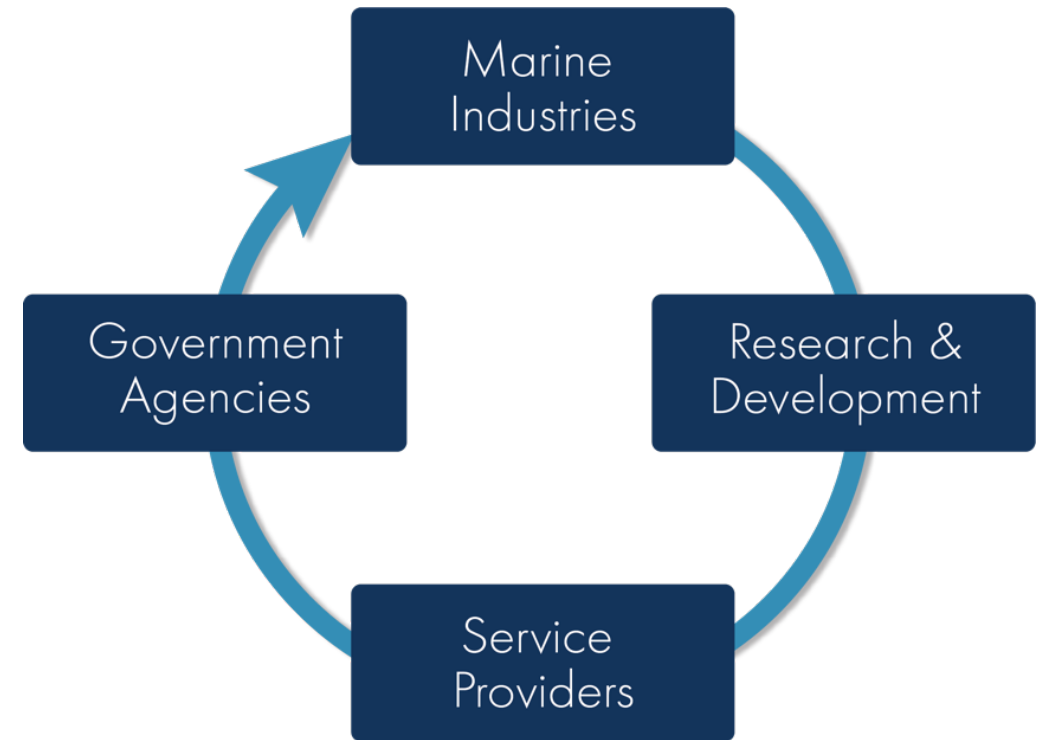 Marine
Industries
Research &
Development
Service
Providers
Government
Agencies